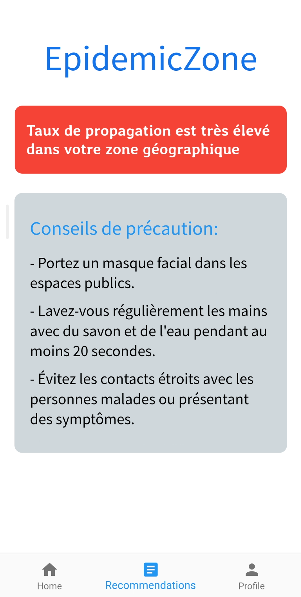 EpidemicZone
Taux de propagation est très élevé
dans votre zone géographique
Conseils de précaution:
- Portez un masque facial dans les
espaces publics.
- Lavez-vous régulièrement les mains
avec du savon et de l'eau pendant au
moins 20 secondes.
- Évitez les contacts étroits avec les
personnes malades ou présentant
des symptômes.
Home
Recommendations
Profile